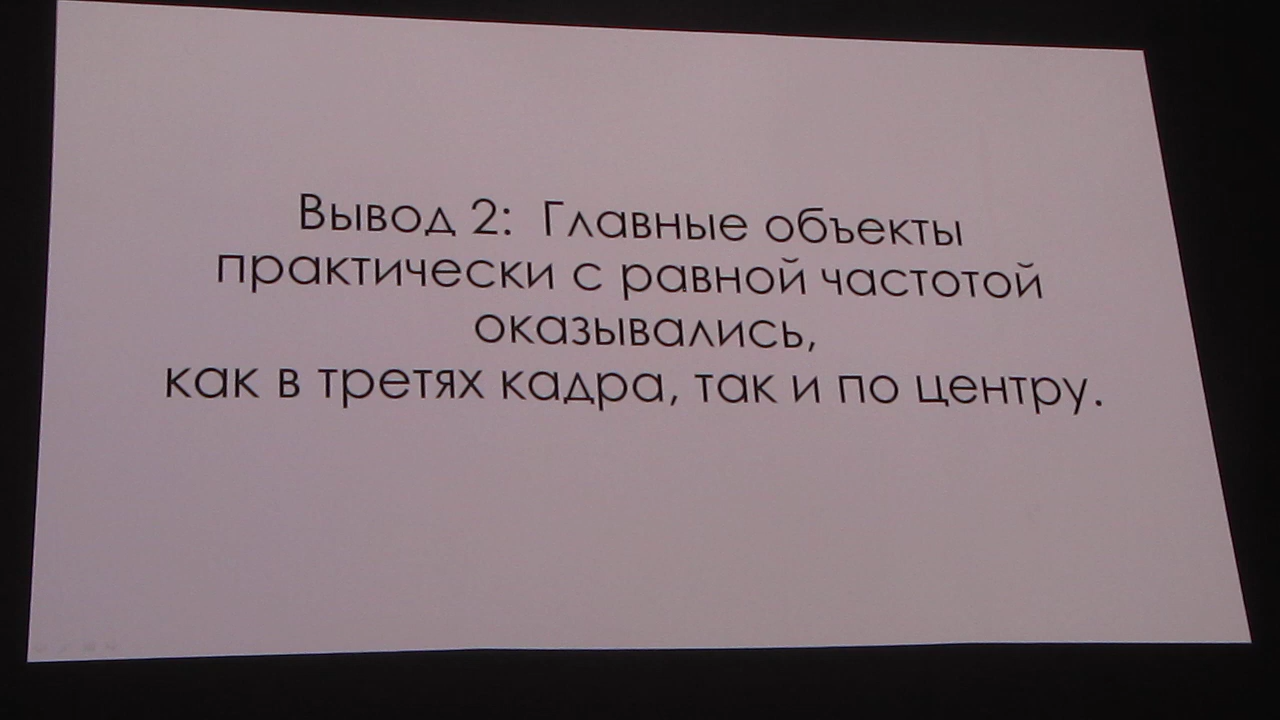 Вывод 2: Главные объекты
практически с равной частотой
оказывались,
как в третях кадра, так и по центру.